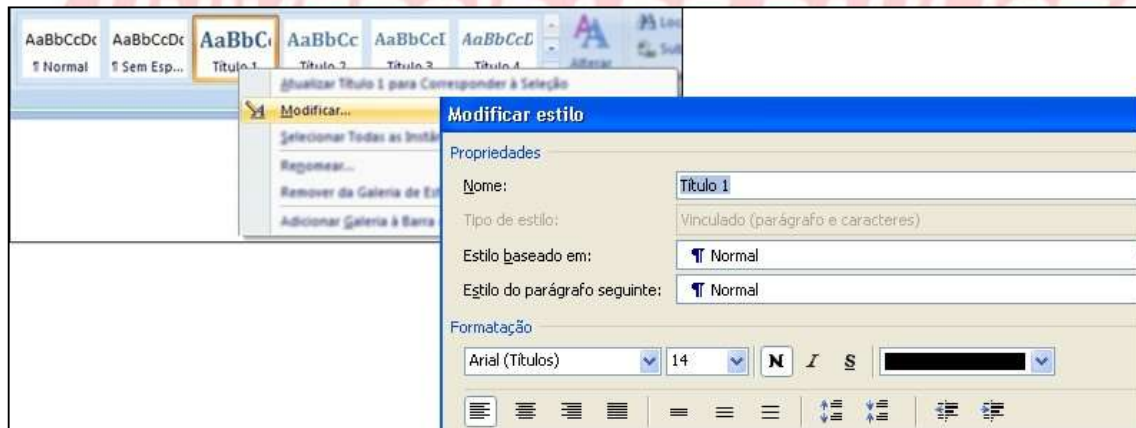 AaBbCcDc AaBbCcDc AaBbC AaBbCc AaBbCcI AaBbCcD
¶ Normal ¶ Sem Esp... Título 1 Título 2 Título 3 Título 4 Alterar
Atualizar Título 1 para Corresponder à Seleção
Modificar...
Selecionar Todas as
Renomear...
Remover da Galeria de
Adicionar Galeria à Barra
Modificar estilo
Propriedades
Nome: Título 1
Tipo de estilo: Vinculado (parágrafo e caracteres)
Estilo baseado em: ¶ Normal
Estilo do parágrafo seguinte: ¶ Normal
Formatação
Arial (Títulos) 14 N I S